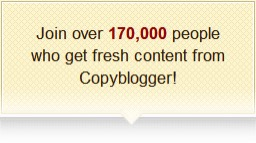 Join over 170,000 people
who get fresh content from
Copyblogger!